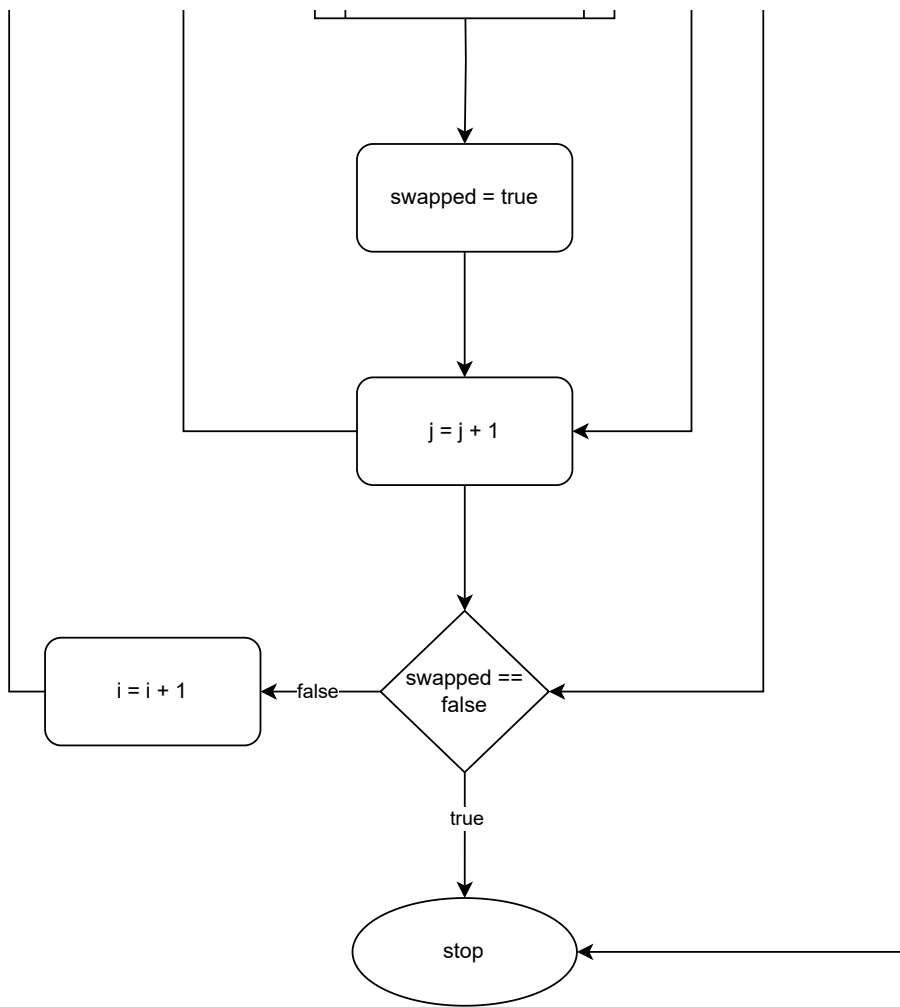 swapped = true
j = j + 1
i = i + 1
false
swapped ==
false
true
stop